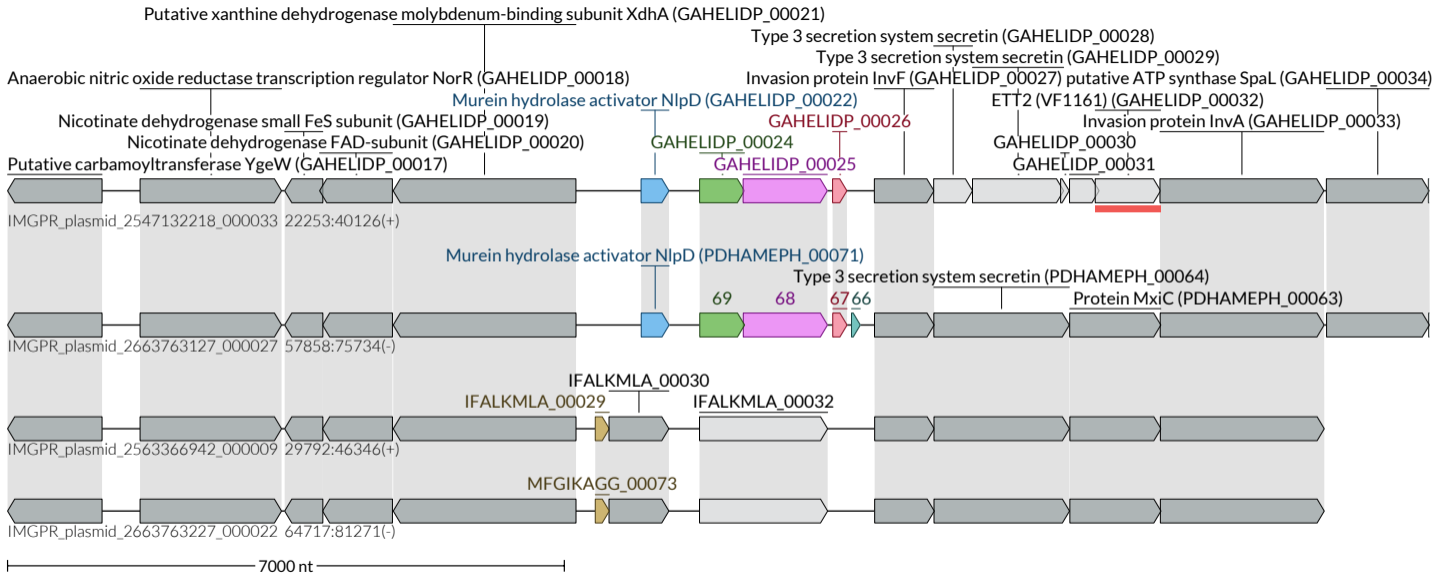 Putative xanthine dehydrogenase molybdenum-binding subunit XdhA (GAHELIDP_00021)
Type 3 secretion system secretin (GAHELIDP_00028)
Type 3 secretion system secretin (GAHELIDP_00029)
Anaerobic nitric oxide reductase transcription regulator NorR (GAHELIDP_00018)
Invasion protein InvF (GAHELIDP_00027)
putative ATP synthase SpaL (GAHELIDP_00034)
Murein hydrolase activator NlpD (GAHELIDP_00022)
ETT2 (VF1161) (GAHELIDP_00032)
Nicotinate dehydrogenase small FeS subunit (GAHELIDP_00019)
GAHELIDP_00026
Invasion protein InvA (GAHELIDP_00033)
Nicotinate dehydrogenase FAD-subunit (GAHELIDP_00020)
GAHELIDP_00024
GAHELIDP_00030
Putative carbamoyltransferase YgeW (GAHELIDP_00017)
GAHELIDP_00025
GAHELIDP_00031
IMGPR_plasmid_2547132218_000033 22253:40126(+)
Murein hydrolase activator NlpD (PDHAMEPH_00071)
Type 3 secretion system secretin (PDHAMEPH_00064)
69
68
67
66
Protein MxiC (PDHAMEPH_00063)
IMGPR_plasmid_2663763127_000027 57858:75734(-)
IFALKMLA_00030
IFALKMLA_00029
IFALKMLA_00032
IMGPR_plasmid_2563366942_000009 29792:46346(+)
MFGIKAGG_00073
IMGPR_plasmid_2663763227_000022 64717:81271(-)
7000 nt